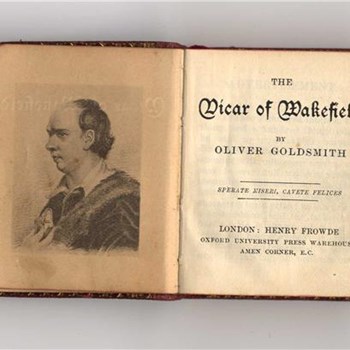 THE
Vicar of Wakefiel
BY
OLIVER GOLDSMITH
SPERATE MISERI, CAVETE FELICES
LONDON: HENRY FROWDE
OXFORD UNIVERSITY PRESS WAREHOUS
AMEN CORNER, E.C.